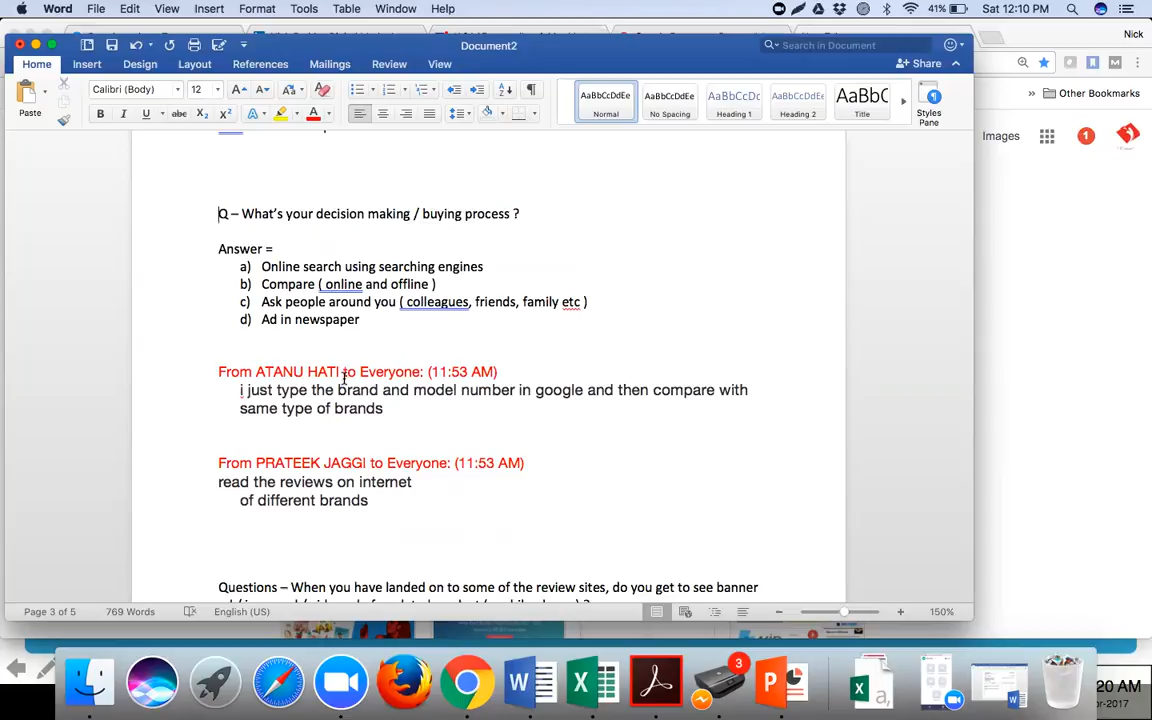 Word File Edit View Insert Format Tools Table Window Help 41% Sat 12:10 PM
Document2 Search in Document Nick
Home Insert Design Layout References Mailings Review View Share
Calibri (Body) 12
AaBbCcDdEe AaBbCcDdEe AaBbCcDc AaBbCcDdEe AaBbC
Paste Normal No Spacing Heading 1 Heading 2 Title Styles Pane
» Other Bookmarks
Images 1
Q – What's your decision making / buying process ?
Answer =
a) Online search using searching engines
b) Compare ( online and offline )
c) Ask people around you ( colleagues, friends, family etc )
d) Ad in newspaper
From ATANU HATI to Everyone: (11:53 AM)
i just type the brand and model number in google and then compare with
same type of brands
From PRATEEK JAGGI to Everyone: (11:53 AM)
read the reviews on internet
of different brands
Questions – When you have landed on to some of the review sites, do you get to see banner
Page 3 of 5 769 Words English (US) 150%
3
20 AM
or-2017